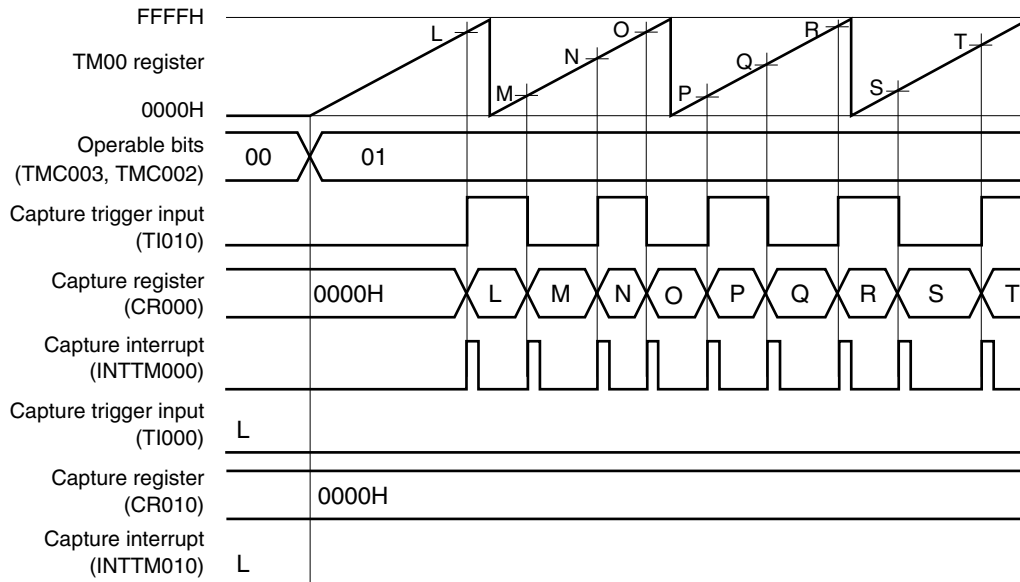 FFFFH
TM00 register
0000H
L
M
N
O
P
Q
R
S
T
Operable bits
(TMC003, TMC002)
00
01
Capture trigger input
(TI010)
Capture register
(CR000)
0000H
L
M
N
O
P
Q
R
S
T
Capture interrupt
(INTTM000)
Capture trigger input
(TI000)
L
Capture register
(CR010)
0000H
Capture interrupt
(INTTM010)
L